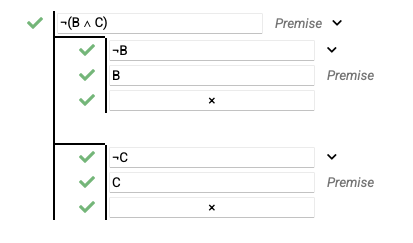 ¬(B ∧ C) Premise
¬B
B Premise
×
¬C
C Premise
×